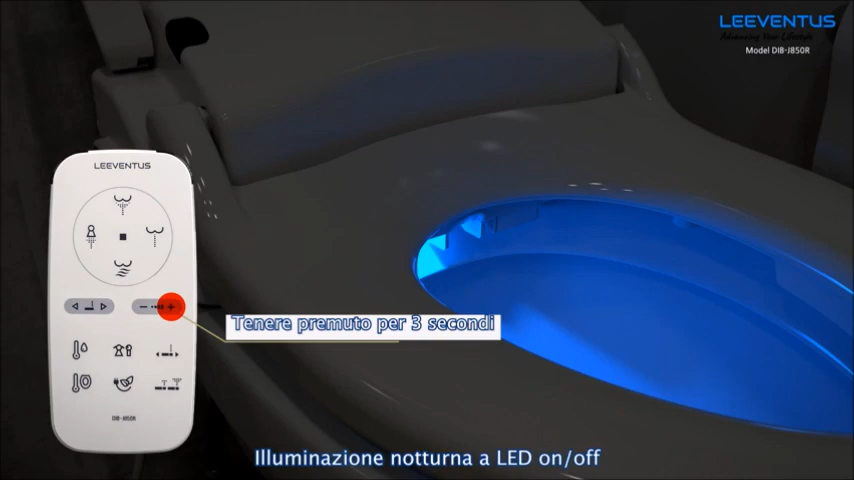 LEEVENTUS
Advancing Your Lifestyle
Model DIB-J850R
LEEVENTUS
Tenere premuto per 3 secondi
DIB-J850R
Illuminazione notturna a LED on/off